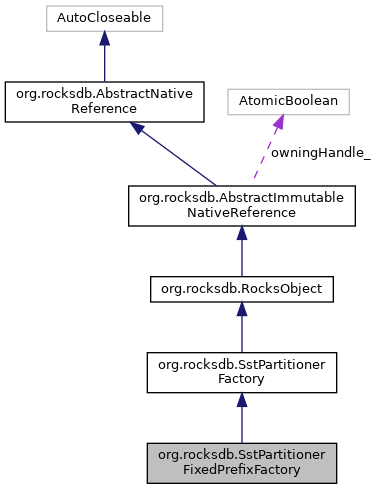 AutoCloseable
org.rocksdb.AbstractNative
Reference
AtomicBoolean
owningHandle_
org.rocksdb.AbstractImmutable
NativeReference
org.rocksdb.RocksObject
org.rocksdb.SstPartitioner
Factory
org.rocksdb.SstPartitioner
FixedPrefixFactory